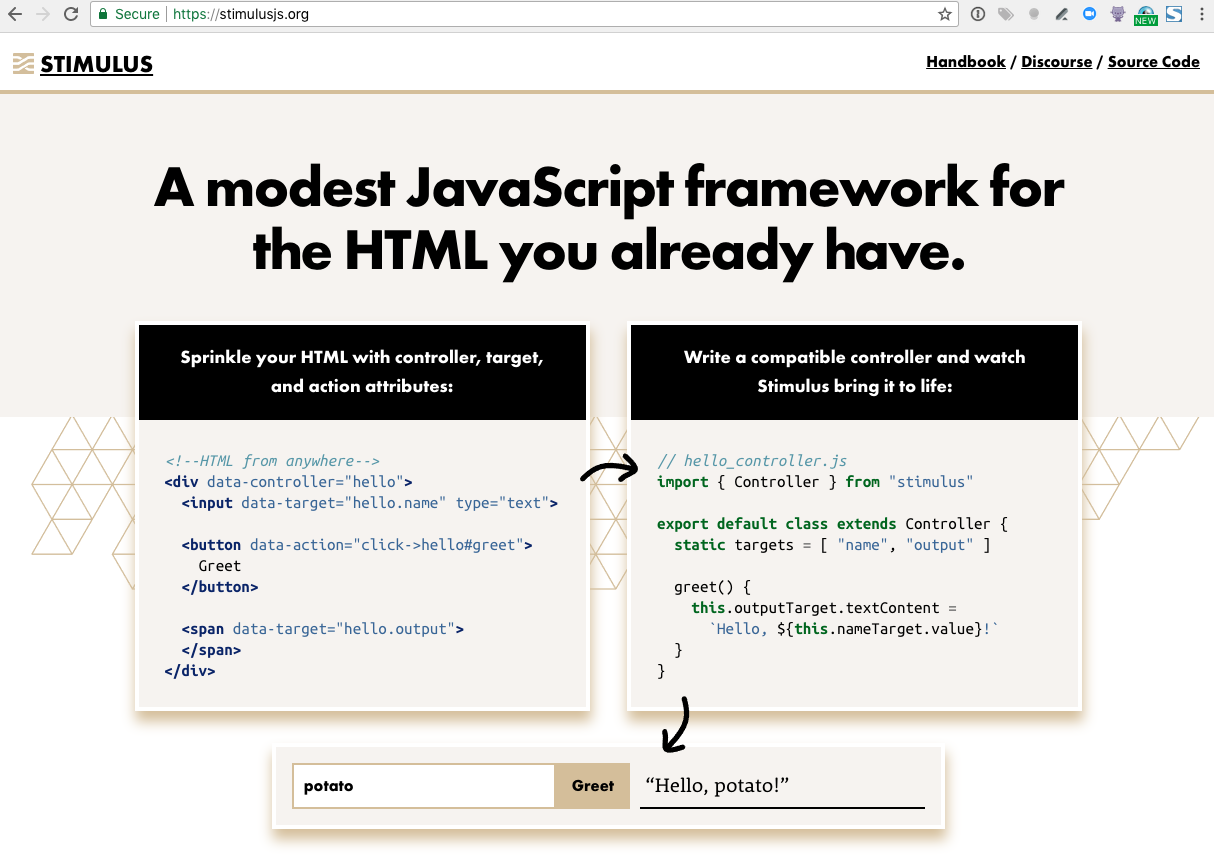 Secure | https://stimulusjs.org
NEW
STIMULUS
Handbook / Discourse / Source Code
A modest JavaScript framework for
the HTML you already have.
Sprinkle your HTML with controller, target,
and action attributes:
<!--HTML from anywhere-->
<div data-controller="hello">
  <input data-target="hello.name" type="text">
  <button data-action="click->hello#greet">
    Greet
  </button>
  <span data-target="hello.output">
  </span>
</div>
Write a compatible controller and watch
Stimulus bring it to life:
// hello_controller.js
import { Controller } from "stimulus"
export default class extends Controller {
  static targets = [ "name", "output" ]
  greet() {
    this.outputTarget.textContent =
      `Hello, ${this.nameTarget.value}!`
  }
}
potato
Greet
“Hello, potato!”